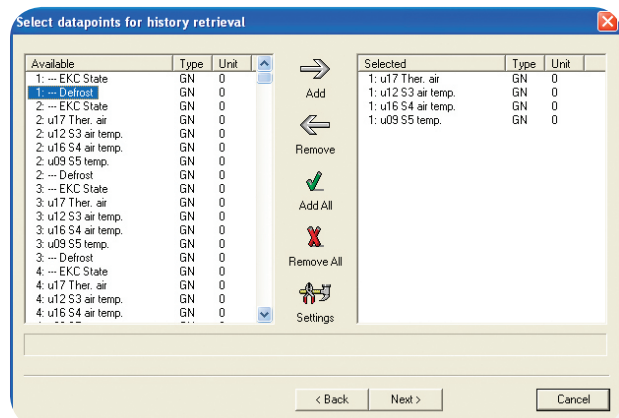 Select datapoints for history retrieval
Available Type Unit
1: --- EKC State GN 0
1: --- Defrost GN 0
2: --- EKC State GN 0
2: u17 Ther. air GN 0
2: u12 S3 air temp. GN 0
2: u16 S4 air temp. GN 0
2: u09 S5 temp. GN 0
2: --- Defrost GN 0
3: --- EKC State GN 0
3: u17 Ther. air GN 0
3: u12 S3 air temp. GN 0
3: u16 S4 air temp. GN 0
3: u09 S5 temp. GN 0
3: --- Defrost GN 0
4: --- EKC State GN 0
4: u17 Ther. air GN 0
4: u12 S3 air temp. GN 0
4: u16 S4 air temp. GN 0
Add
Remove
Add All
Remove All
Settings
Selected Type Unit
1: u17 Ther. air GN 0
1: u12 S3 air temp. GN 0
1: u16 S4 air temp. GN 0
1: u09 S5 temp. GN 0
< Back
Next >
Cancel